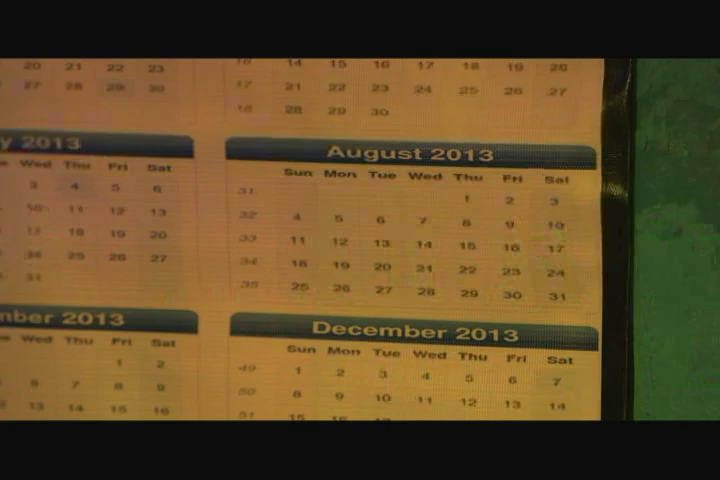 20 21 22 23
27 28 29 30
16 14 15 16 17 18 19 20
17 21 22 23 24 25 26 27
18 28 29 30
y 2013
Wed Thu Fri Sat
3 4 5 6
11 12 13
18 19 20
25 26 27
31
August 2013
Sun Mon Tue Wed Thu Fri Sat
31 1 2 3
32 4 5 6 7 8 9 10
33 11 12 13 14 15 16 17
34 18 19 20 21 22 23 24
35 25 26 27 28 29 30 31
mber 2013
Wed Thu Fri Sat
1 2
6 7 8 9
13 14 15 16
December 2013
Sun Mon Tue Wed Thu Fri Sat
49 1 2 3 4 5 6 7
50 8 9 10 11 12 13 14
51 15 16